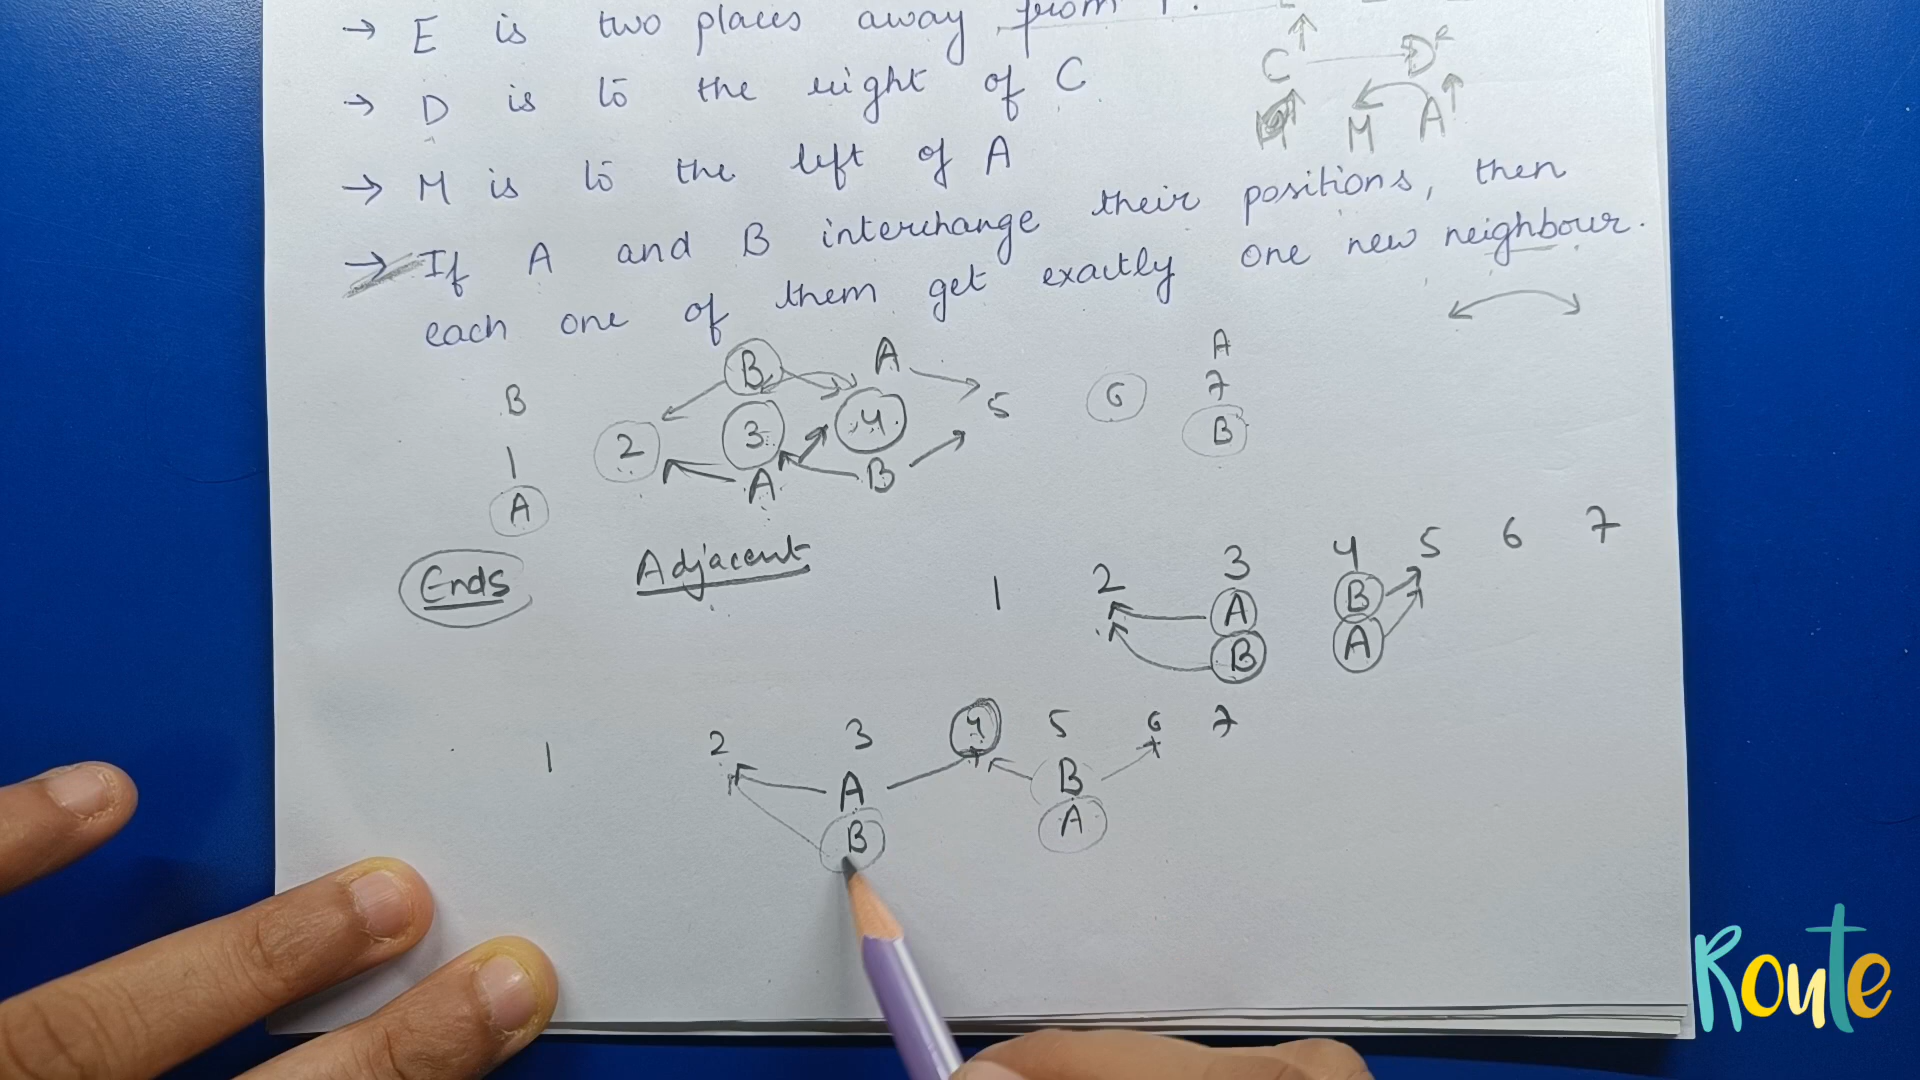 → E is two places away from
→ D is to the right of C
→ M is to the left of A
→ If A and B interchange their positions, then
each one of them get exactly one new neighbour.
C D
M A
B B A A
1 2 3 4 5 6 7
A A B B
Ends Adjacent
1 2 3 4 5 6 7
A B
B A
1 2 3 4 5 6 7
A B
B A
Route